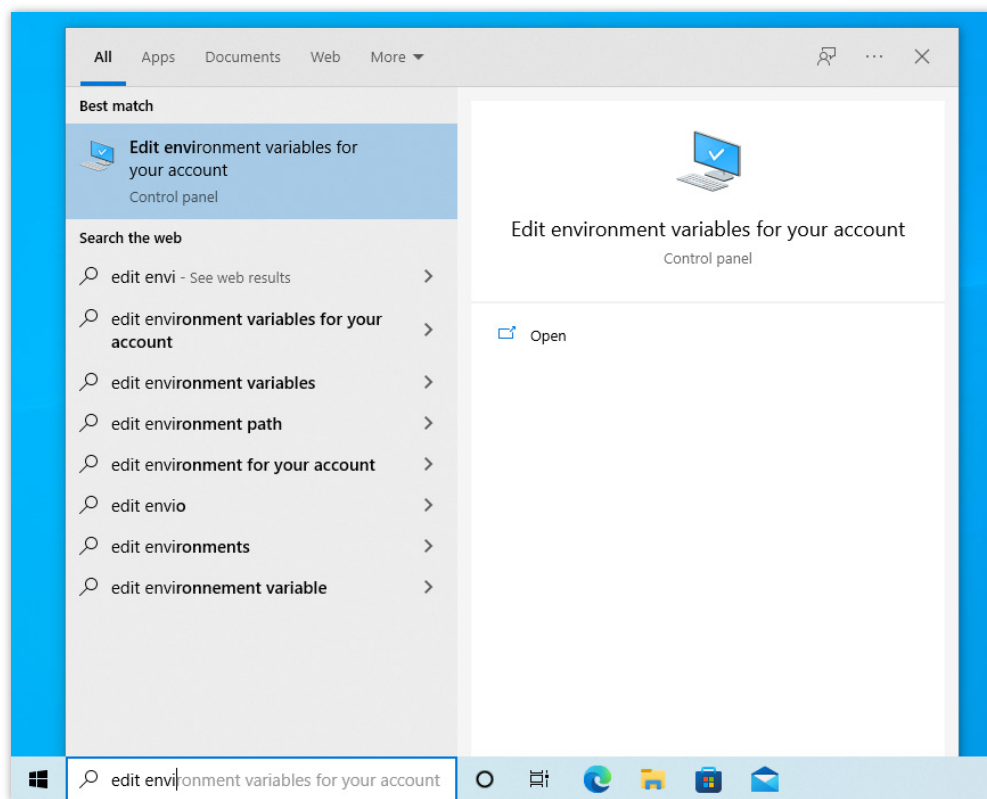 All Apps Documents Web More
Best match
Edit environment variables for
your account
Control panel
Search the web
edit envi - See web results
edit environment variables for your
account
edit environment variables
edit environment path
edit environment for your account
edit envio
edit environments
edit environnement variable
Edit environment variables for your account
Control panel
Open
edit environment variables for your account